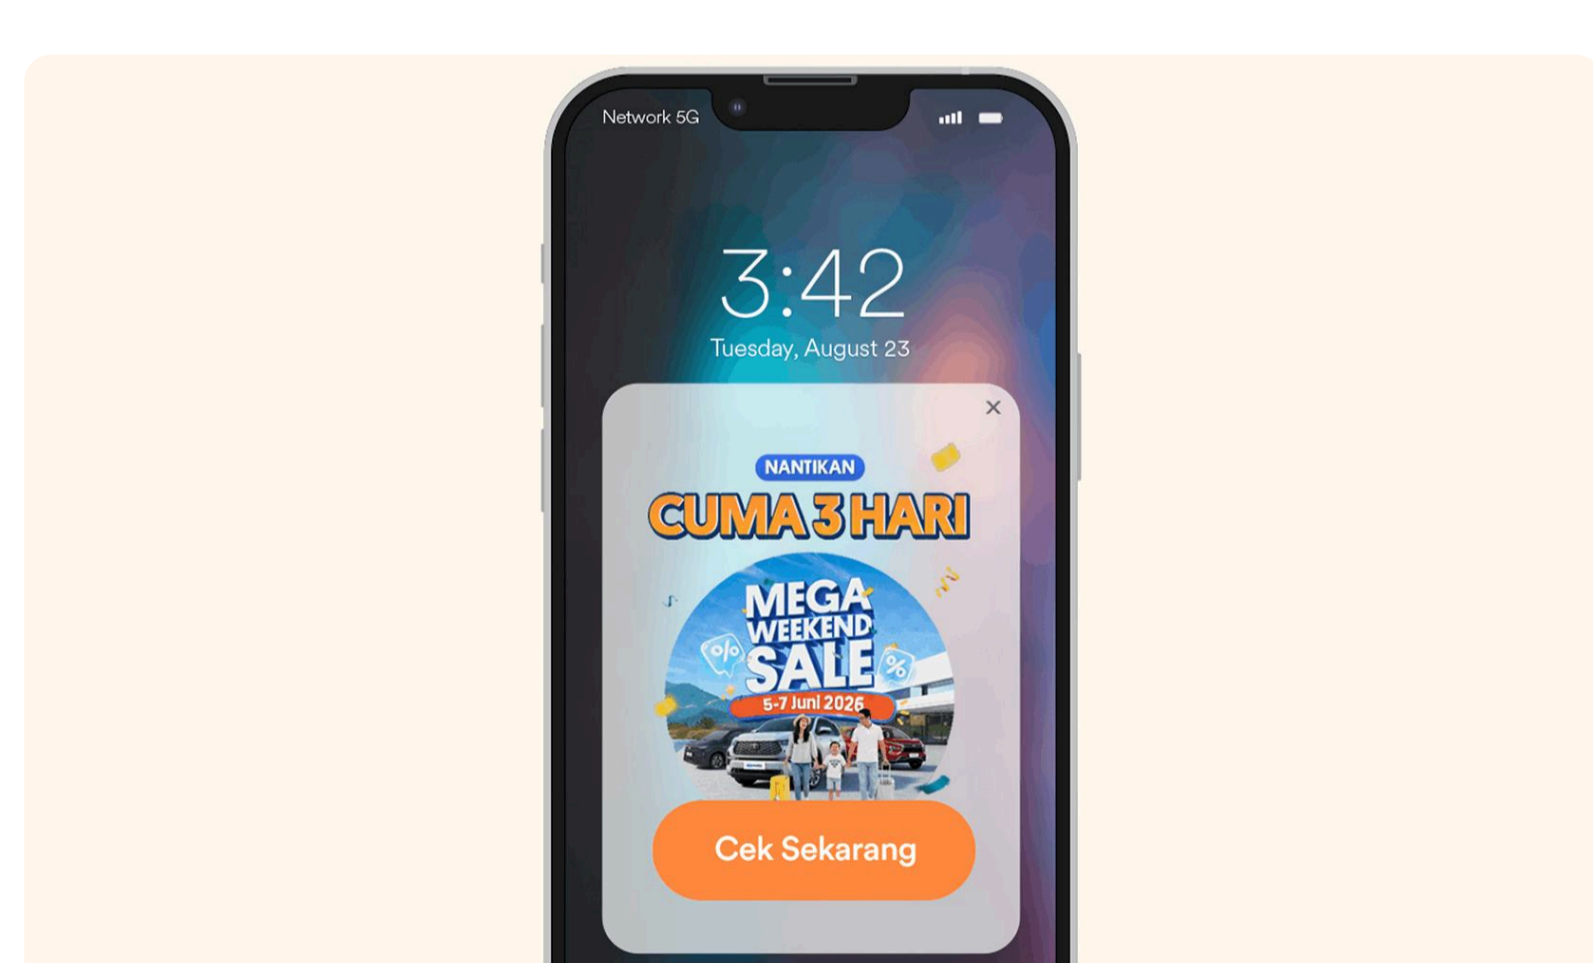 Network 5G
3:42
Tuesday, August 23
NANTIKAN
CUMA 3 HARI
MEGA
WEEKEND
SALE
5-7 Juni 2026
Cek Sekarang